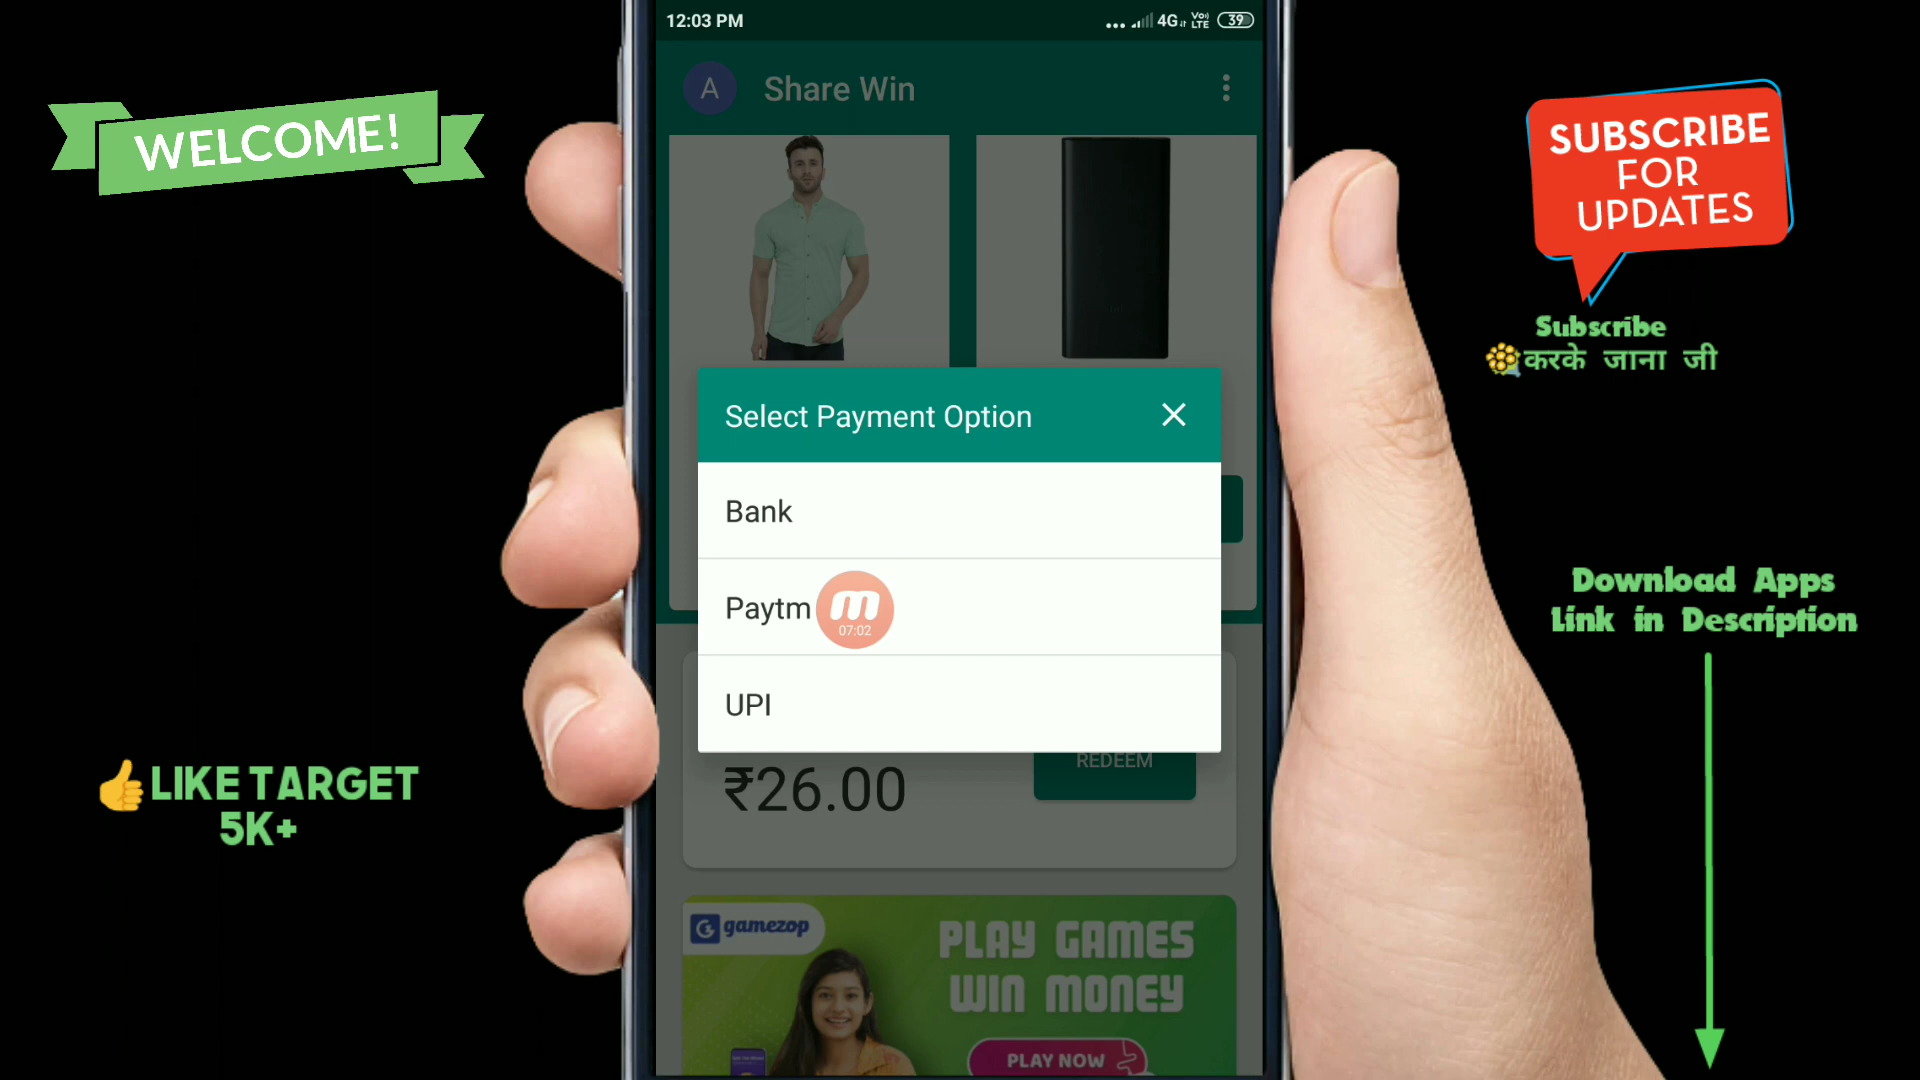 12:03 PM
4G
Vo))
LTE
39
A
Share Win
WELCOME!
SUBSCRIBE
FOR
UPDATES
Subscribe
करके जाना जी
Select Payment Option
Bank
Paytm
07:02
UPI
Download Apps
Link in Description
LIKE TARGET
5K+
₹26.00
REDEEM
gamezop
PLAY GAMES
WIN MONEY
PLAY NOW